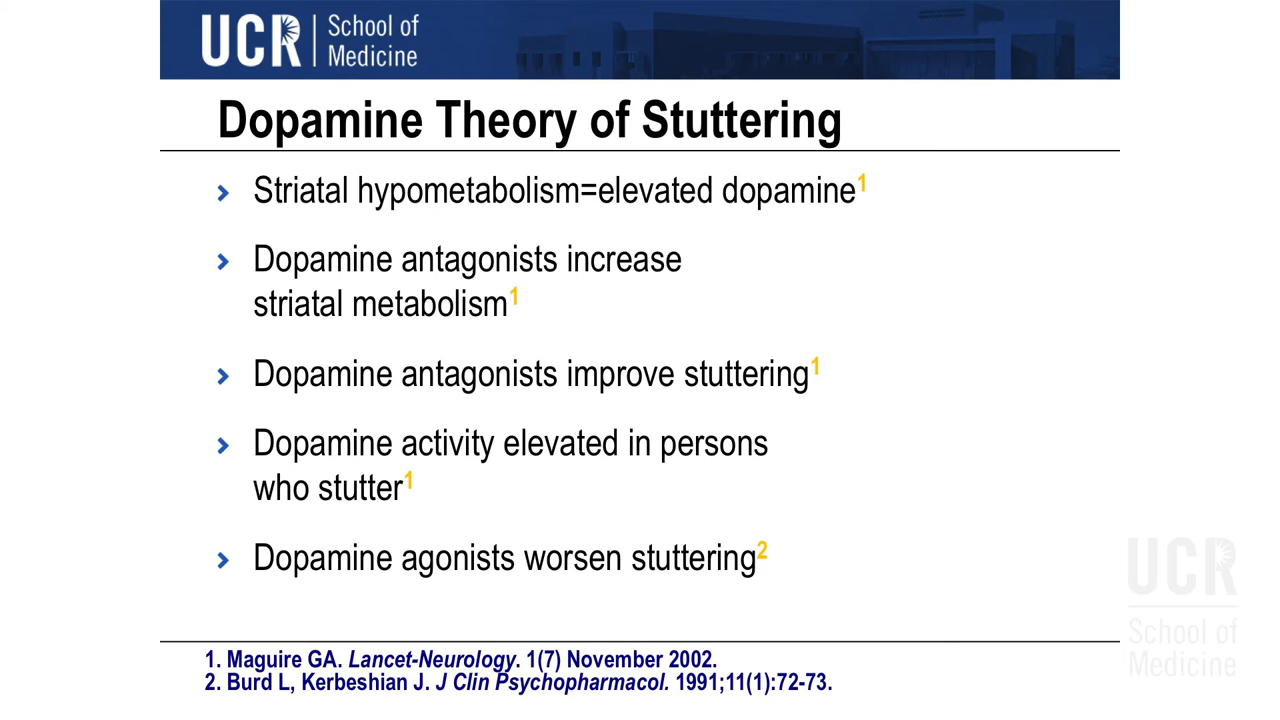 UCR School of
Medicine
Dopamine Theory of Stuttering
Striatal hypometabolism=elevated dopamine1
Dopamine antagonists increase
striatal metabolism1
Dopamine antagonists improve stuttering1
Dopamine activity elevated in persons
who stutter1
Dopamine agonists worsen stuttering2
UCR
School of
Medicine
1. Maguire GA. Lancet-Neurology. 1(7) November 2002.
2. Burd L, Kerbeshian J. J Clin Psychopharmacol. 1991;11(1):72-73.